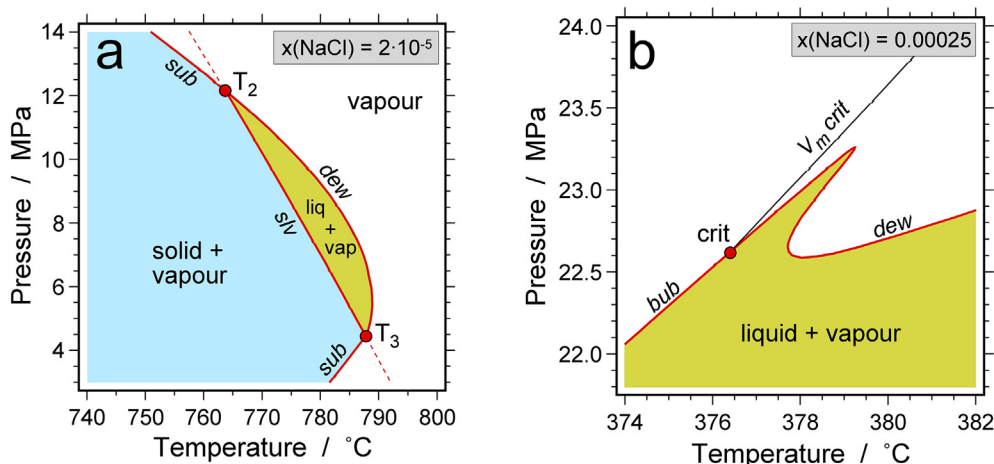 a
x(NaCl) = 2·10⁻⁵
14
12
10
8
6
4
Pressure / MPa
sub
T₂
vapour
dew
liq
+
vap
slv
solid +
vapour
T₃
sub
740
750
760
770
780
790
800
Temperature / °C
b
x(NaCl) = 0.00025
24.0
23.5
23.0
22.5
22.0
Pressure / MPa
Vₘ crit
crit
dew
bub
liquid + vapour
374
376
378
380
382
Temperature / °C